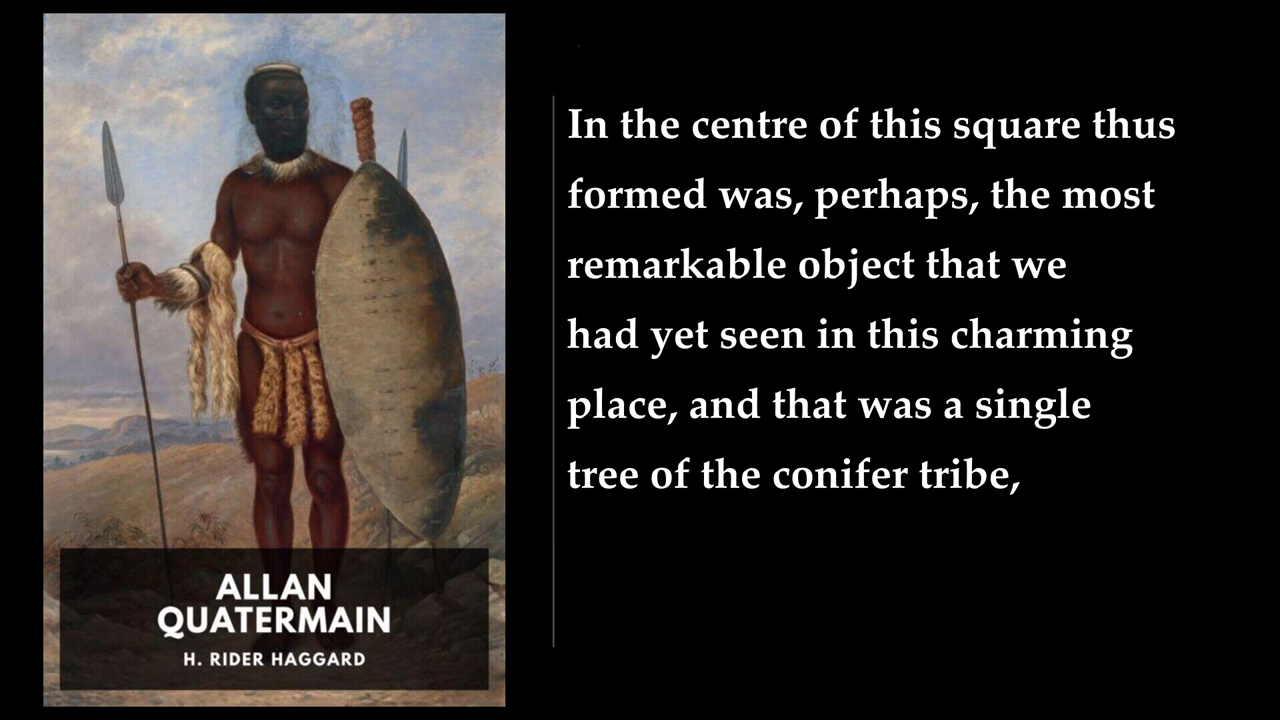 ALLAN
QUATERMAIN
H. RIDER HAGGARD
In the centre of this square thus
formed was, perhaps, the most
remarkable object that we
had yet seen in this charming
place, and that was a single
tree of the conifer tribe,